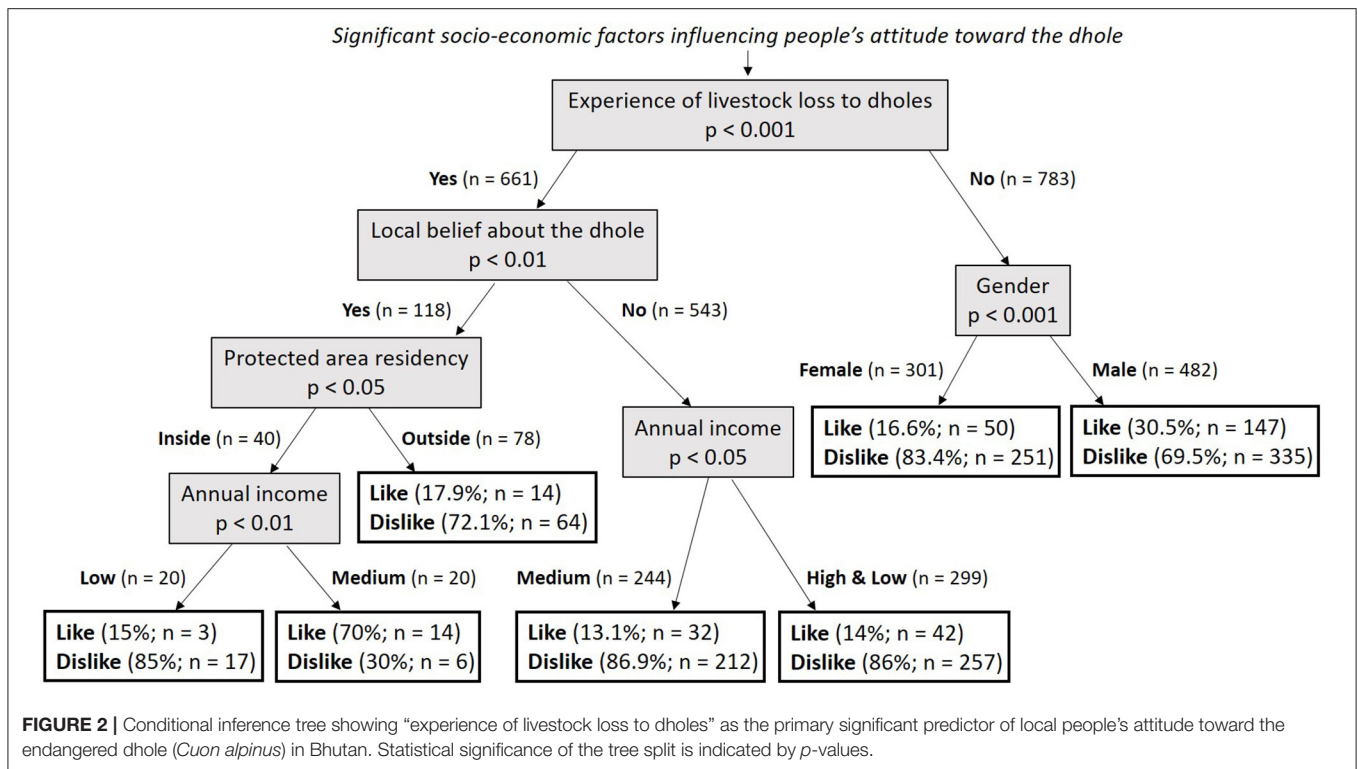 Significant socio-economic factors influencing people's attitude toward the dhole
Experience of livestock loss to dholes
p < 0.001
Yes (n = 661)
No (n = 783)
Local belief about the dhole
p < 0.01
Gender
p < 0.001
Yes (n = 118)
No (n = 543)
Protected area residency
p < 0.05
Female (n = 301)
Male (n = 482)
Annual income
p < 0.05
Like (16.6%; n = 50)
Dislike (83.4%; n = 251)
Like (30.5%; n = 147)
Dislike (69.5%; n = 335)
Inside (n = 40)
Outside (n = 78)
Annual income
p < 0.01
Like (17.9%; n = 14)
Dislike (72.1%; n = 64)
Low (n = 20)
Medium (n = 20)
Medium (n = 244)
High & Low (n = 299)
Like (15%; n = 3)
Dislike (85%; n = 17)
Like (70%; n = 14)
Dislike (30%; n = 6)
Like (13.1%; n = 32)
Dislike (86.9%; n = 212)
Like (14%; n = 42)
Dislike (86%; n = 257)
FIGURE 2 | Conditional inference tree showing "experience of livestock loss to dholes" as the primary significant predictor of local people's attitude toward the
endangered dhole (Cuon alpinus) in Bhutan. Statistical significance of the tree split is indicated by p-values.